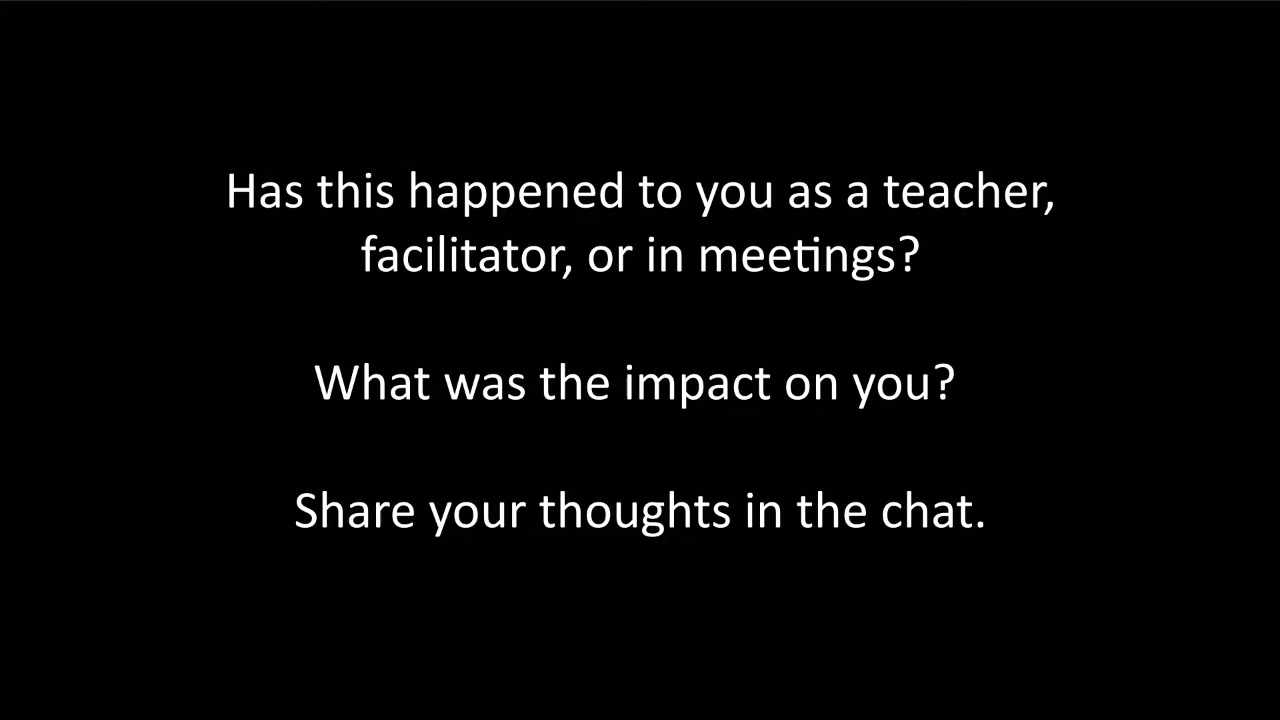 Has this happened to you as a teacher,
facilitator, or in meetings?
What was the impact on you?
Share your thoughts in the chat.